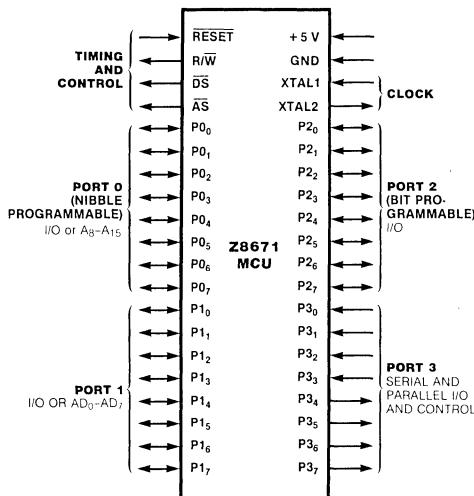 TIMING
AND
CONTROL
R̅E̅S̅E̅T̅
R/W̅
D̅S̅
A̅S̅
PORT 0
(NIBBLE
PROGRAMMABLE)
I/O or A₈–A₁₅
P0₀
P0₁
P0₂
P0₃
P0₄
P0₅
P0₆
P0₇
PORT 1
I/O OR AD₀–AD₇
P1₀
P1₁
P1₂
P1₃
P1₄
P1₅
P1₆
P1₇
Z8671
MCU
+5 V
GND
XTAL1
XTAL2
CLOCK
P2₀
P2₁
P2₂
P2₃
P2₄
P2₅
P2₆
P2₇
PORT 2
(BIT PRO-
GRAMMABLE)
I/O
P3₀
P3₁
P3₂
P3₃
P3₄
P3₅
P3₆
P3₇
PORT 3
SERIAL AND
PARALLEL I/O
AND CONTROL